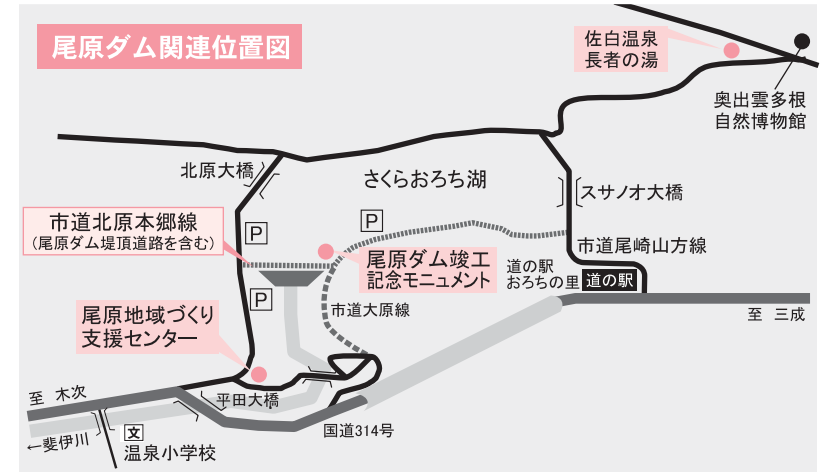 尾原ダム関連位置図
佐白温泉
長者の湯
奥出雲多根
自然博物館
北原大橋
さくらおろち湖
スサノオ大橋
市道北原本郷線
(尾原ダム堤頂道路を含む)
P
P
尾原ダム竣工
記念モニュメント
市道尾崎山方線
道の駅
おろちの里
道の駅
P
市道大原線
至 三成
尾原地域づくり
支援センター
至 木次
平田大橋
国道314号
←斐伊川
文
温泉小学校